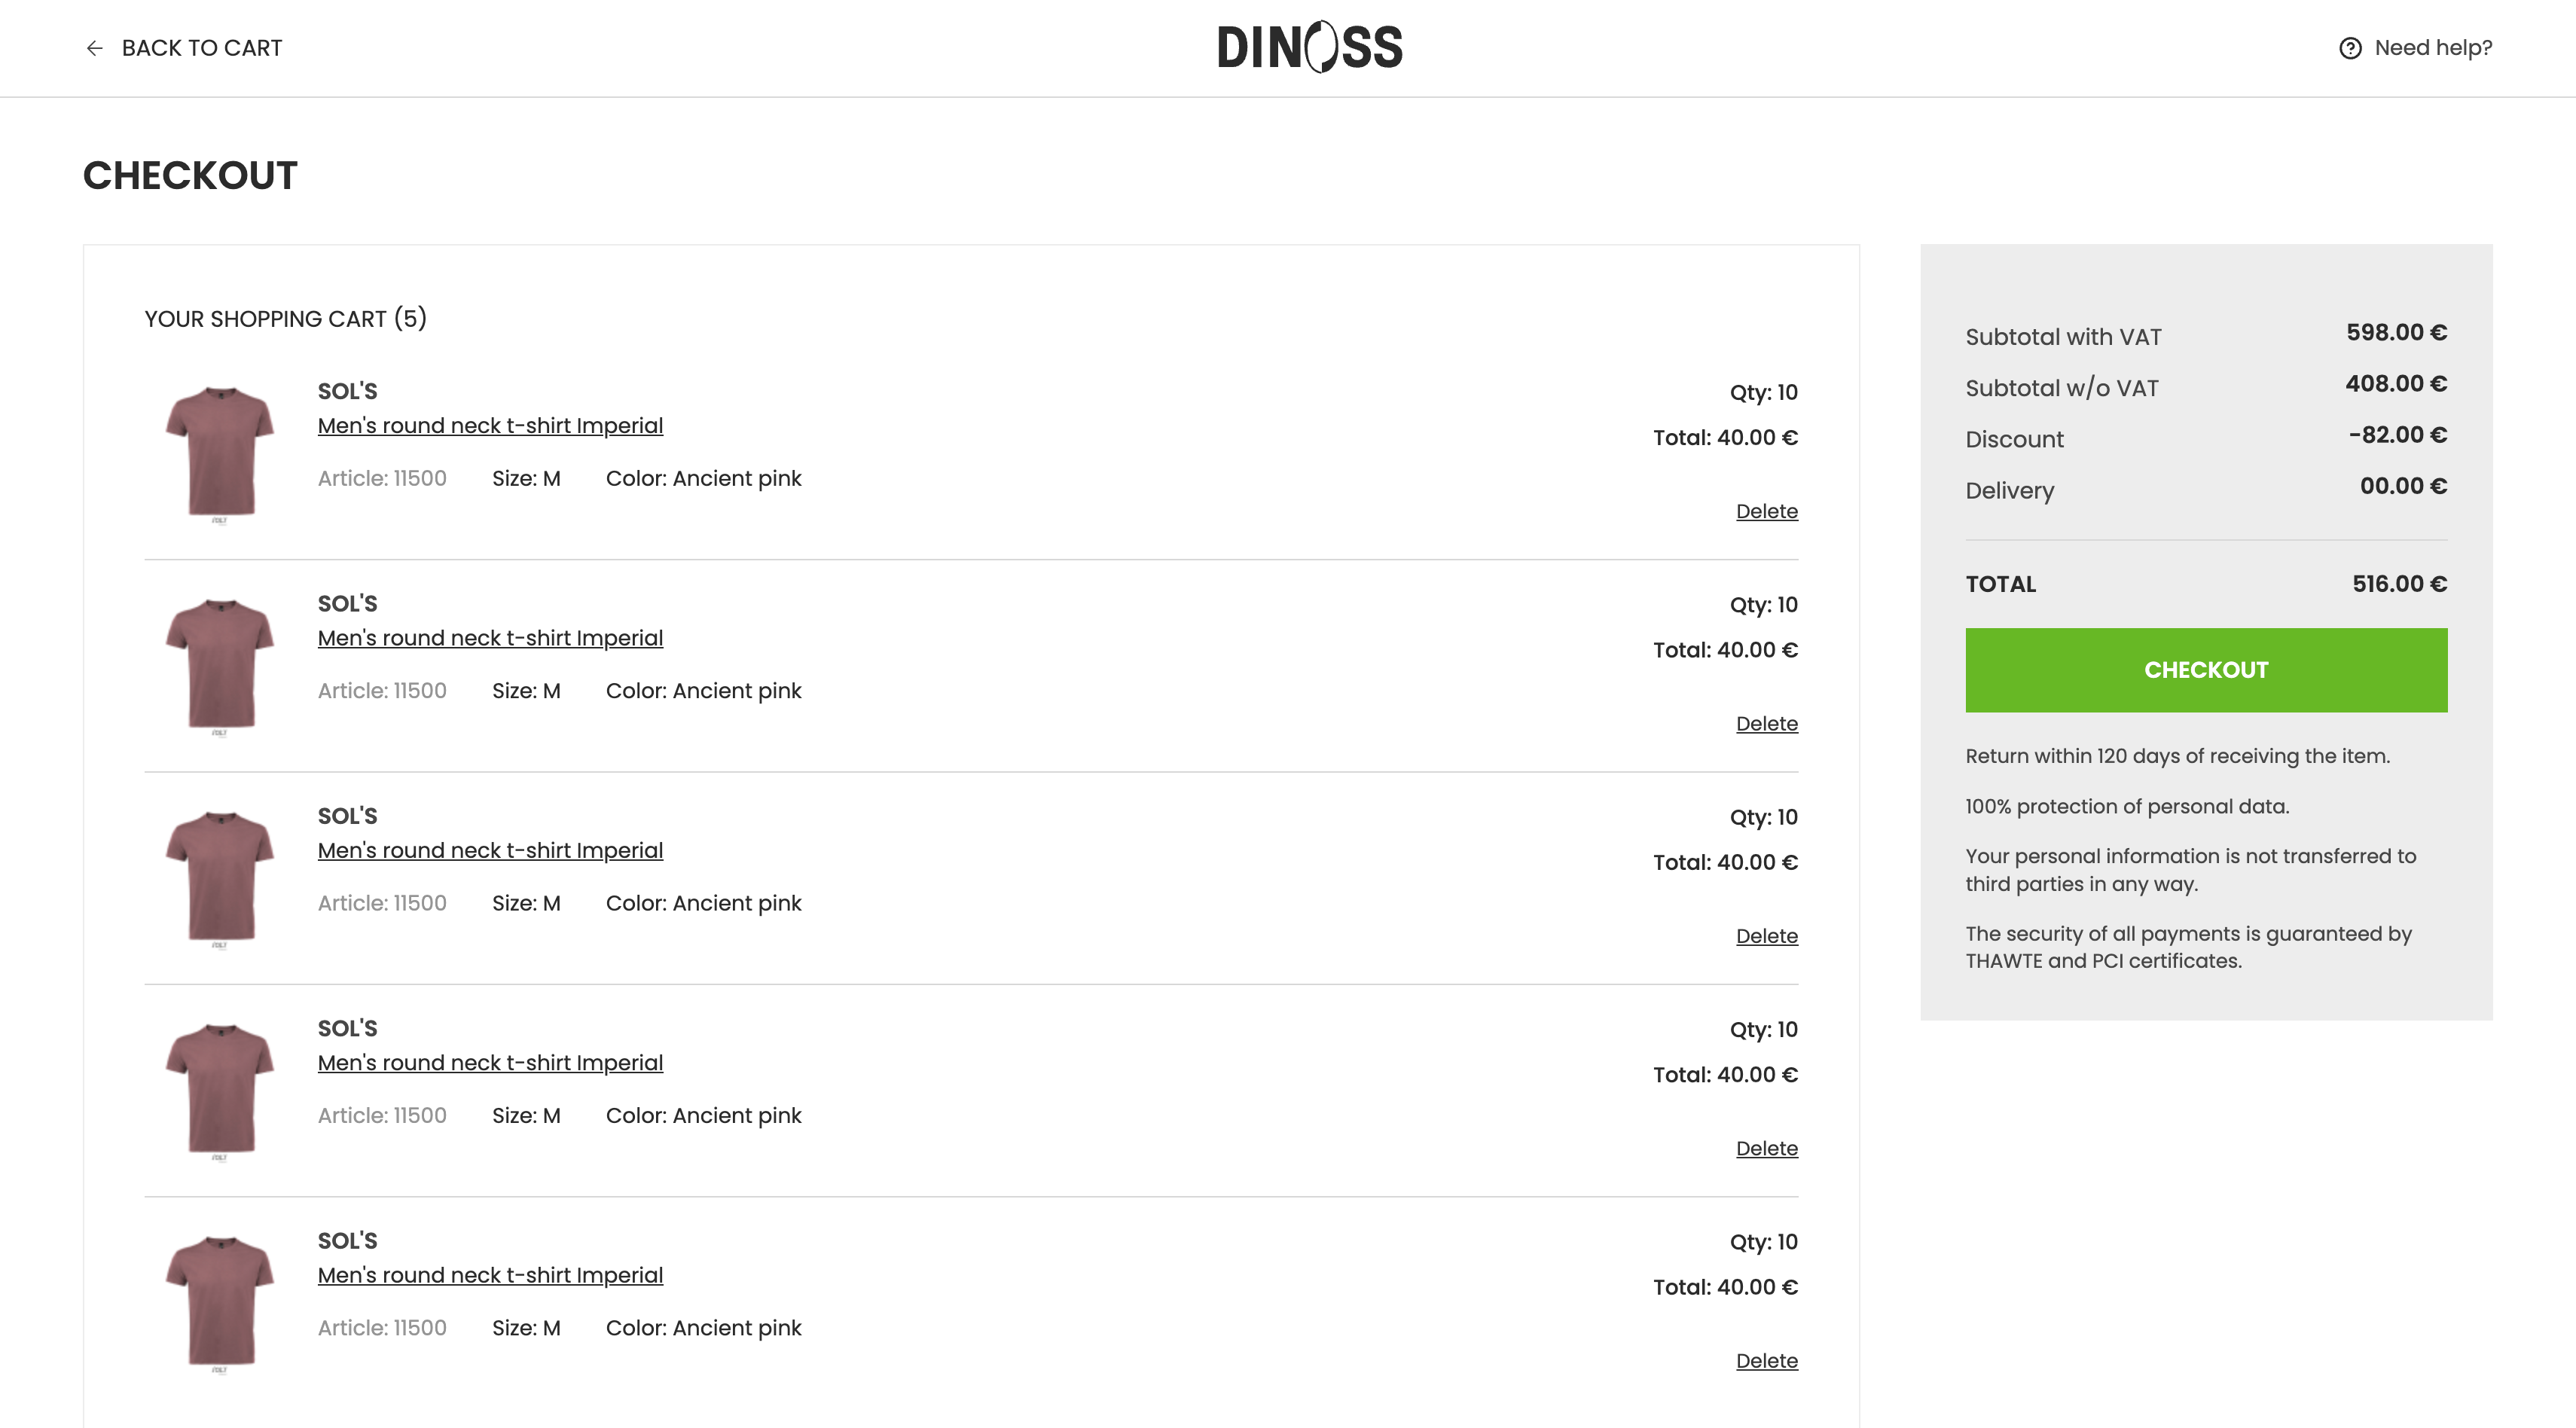 BACK TO CART
DINOSS
Need help?
CHECKOUT
YOUR SHOPPING CART (5)
SOL'S
Men's round neck t-shirt Imperial
Article: 11500 Size: M Color: Ancient pink
Qty: 10
Total: 40.00 €
Delete
SOL'S
Men's round neck t-shirt Imperial
Article: 11500 Size: M Color: Ancient pink
Qty: 10
Total: 40.00 €
Delete
SOL'S
Men's round neck t-shirt Imperial
Article: 11500 Size: M Color: Ancient pink
Qty: 10
Total: 40.00 €
Delete
SOL'S
Men's round neck t-shirt Imperial
Article: 11500 Size: M Color: Ancient pink
Qty: 10
Total: 40.00 €
Delete
SOL'S
Men's round neck t-shirt Imperial
Article: 11500 Size: M Color: Ancient pink
Qty: 10
Total: 40.00 €
Delete
Subtotal with VAT 598.00 €
Subtotal w/o VAT 408.00 €
Discount -82.00 €
Delivery 00.00 €
TOTAL 516.00 €
CHECKOUT
Return within 120 days of receiving the item.
100% protection of personal data.
Your personal information is not transferred to
third parties in any way.
The security of all payments is guaranteed by
THAWTE and PCI certificates.